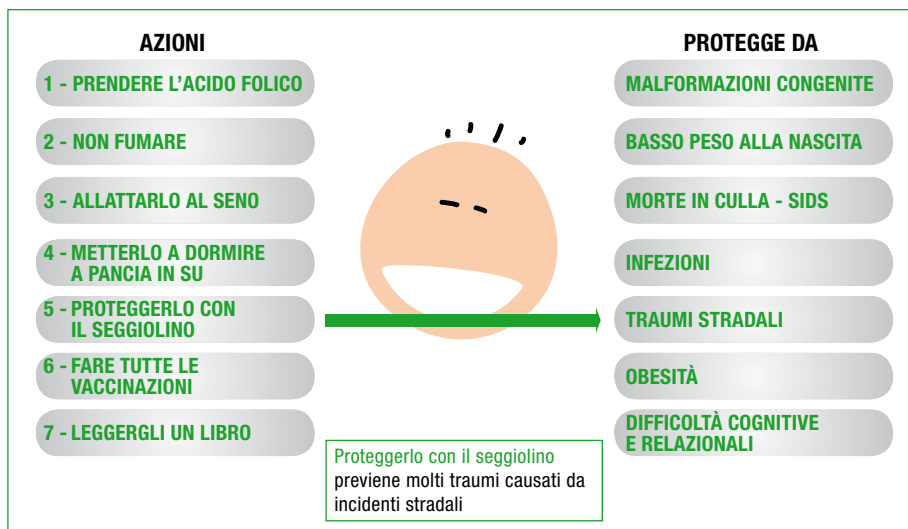 AZIONI
1 - PRENDERE L'ACIDO FOLICO
2 - NON FUMARE
3 - ALLATTARLO AL SENO
4 - METTERLO A DORMIRE
A PANCIA IN SU
5 - PROTEGGERLO CON
IL SEGGIOLINO
6 - FARE TUTTE LE
VACCINAZIONI
7 - LEGGERGLI UN LIBRO
PROTEGGE DA
MALFORMAZIONI CONGENITE
BASSO PESO ALLA NASCITA
MORTE IN CULLA - SIDS
INFEZIONI
TRAUMI STRADALI
OBESITÀ
DIFFICOLTÀ COGNITIVE
E RELAZIONALI
Proteggerlo con il seggiolino
previene molti traumi causati da
incidenti stradali